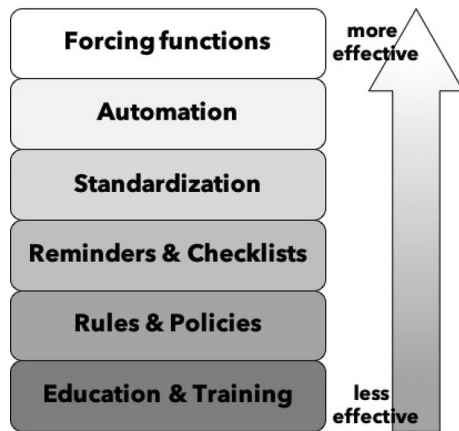 Forcing functions
more
effective
Automation
Standardization
Reminders & Checklists
Rules & Policies
Education & Training
less
effective